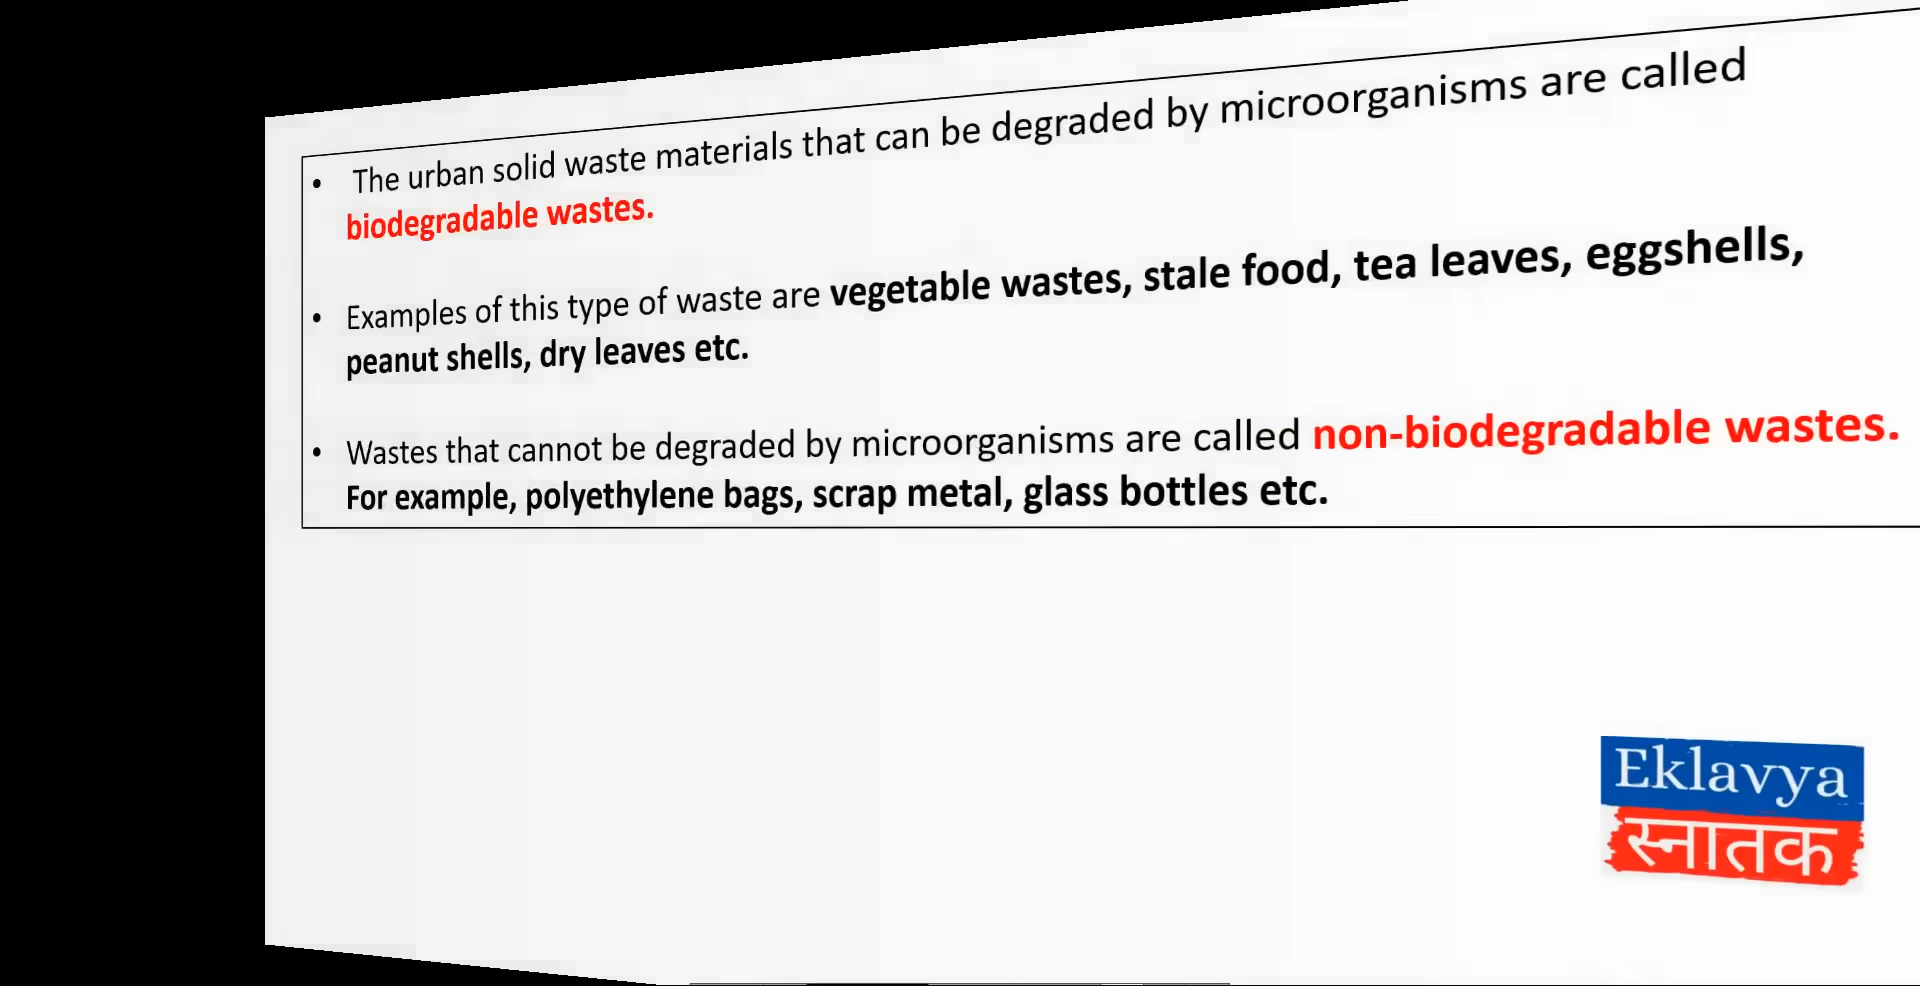 • The urban solid waste materials that can be degraded by microorganisms are called
biodegradable wastes.
• Examples of this type of waste are vegetable wastes, stale food, tea leaves, eggshells,
peanut shells, dry leaves etc.
• Wastes that cannot be degraded by microorganisms are called non-biodegradable wastes.
For example, polyethylene bags, scrap metal, glass bottles etc.
Eklavya
स्नातक